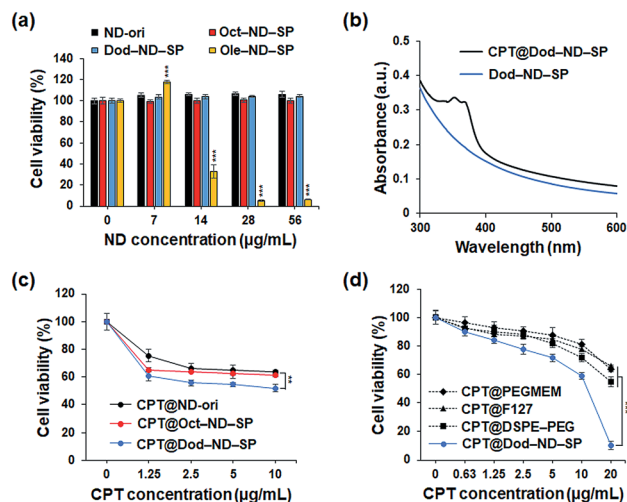 (a)
ND-ori
Oct–ND–SP
Dod–ND–SP
Ole–ND–SP
Cell viability (%)
140
120
100
80
60
40
20
0
***
***
***
***
0 7 14 28 56
ND concentration (µg/mL)
(b)
CPT@Dod–ND–SP
Dod–ND–SP
Absorbance (a.u.)
0.5
0.4
0.3
0.2
0.1
0
300 400 500 600
Wavelength (nm)
(c)
Cell viability (%)
120
100
80
60
40
20
0
**
CPT@ND-ori
CPT@Oct–ND–SP
CPT@Dod–ND–SP
0 1.25 2.5 5 10
CPT concentration (µg/mL)
(d)
Cell viability (%)
120
100
80
60
40
20
0
***
CPT@PEGMEM
CPT@F127
CPT@DSPE–PEG
CPT@Dod–ND–SP
0 0.63 1.25 2.5 5 10 20
CPT concentration (µg/mL)